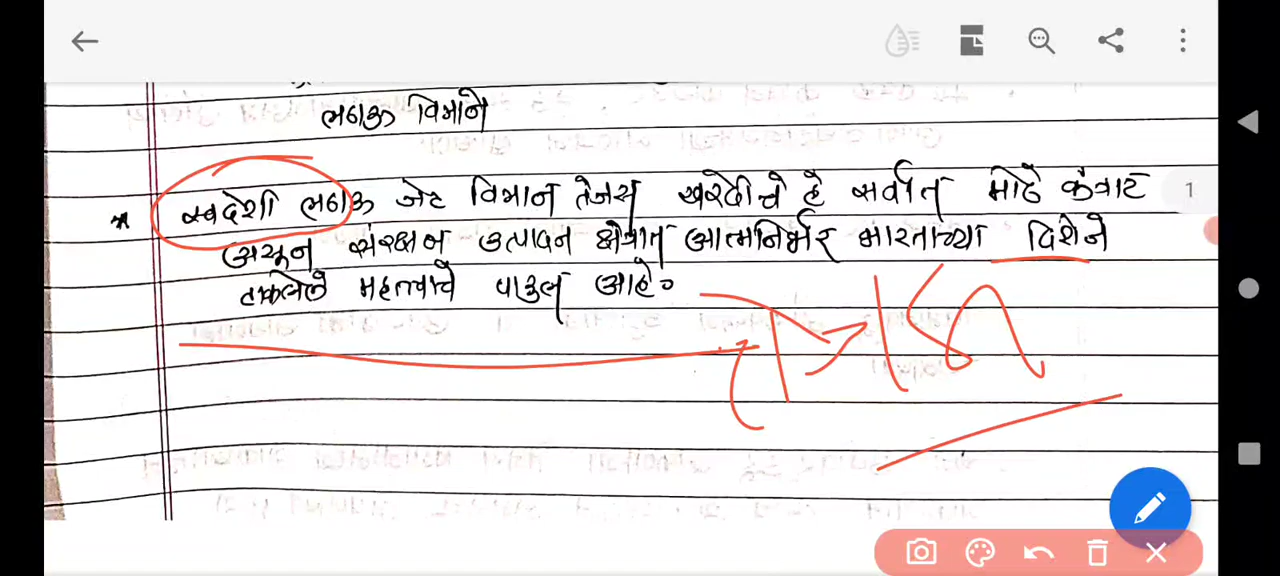 लढाऊ विमाने
* स्वदेशी लढाऊ जेट विमान तेजस खरेदीचे हे सर्वात मोठे कंत्राट
असून संरक्षण उत्पादन क्षेत्रात आत्मनिर्भर भारताच्या दिशेने
टाकलेले महत्वाचे पाऊल आहे.
1